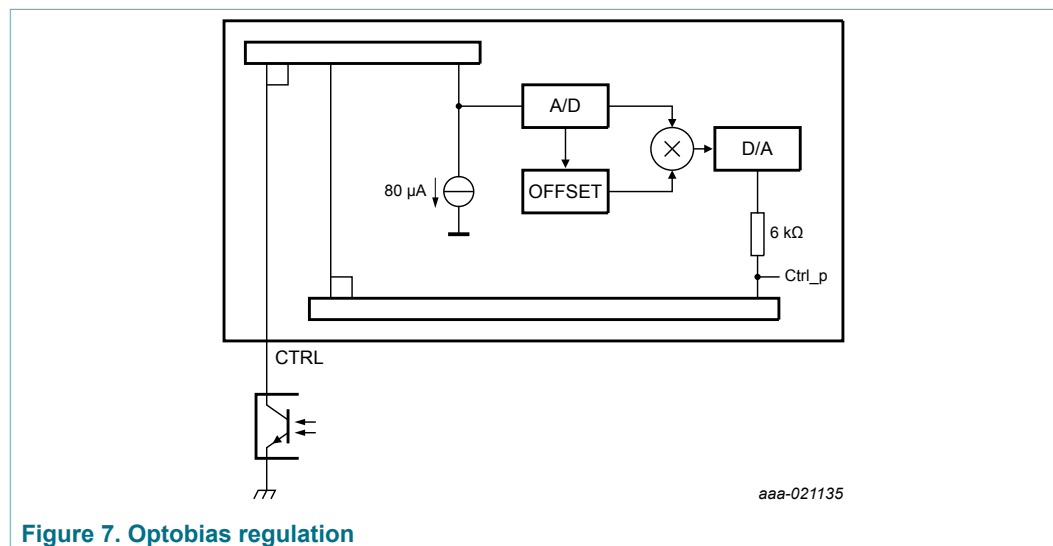 A/D
D/A
80 µA
OFFSET
6 kΩ
Ctrl_p
CTRL
aaa-021135
Figure 7. Optobias regulation